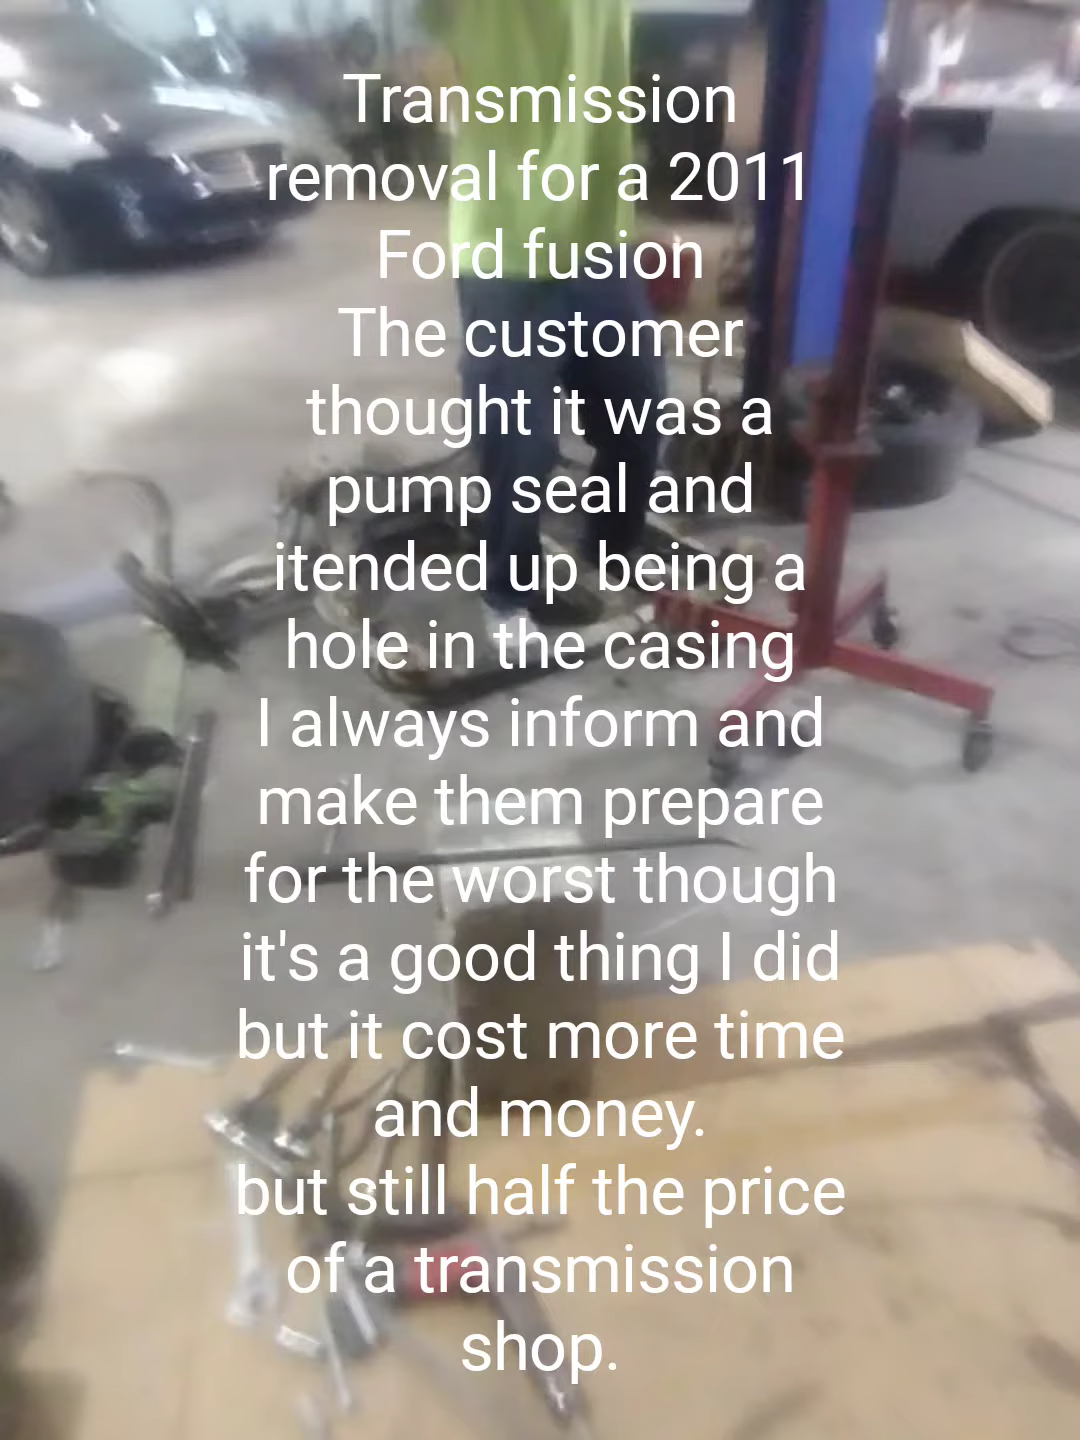 Transmission
removal for a 2011
Ford fusion
The customer
thought it was a
pump seal and
itended up being a
hole in the casing
I always inform and
make them prepare
for the worst though
it's a good thing I did
but it cost more time
and money.
but still half the price
of a transmission
shop.